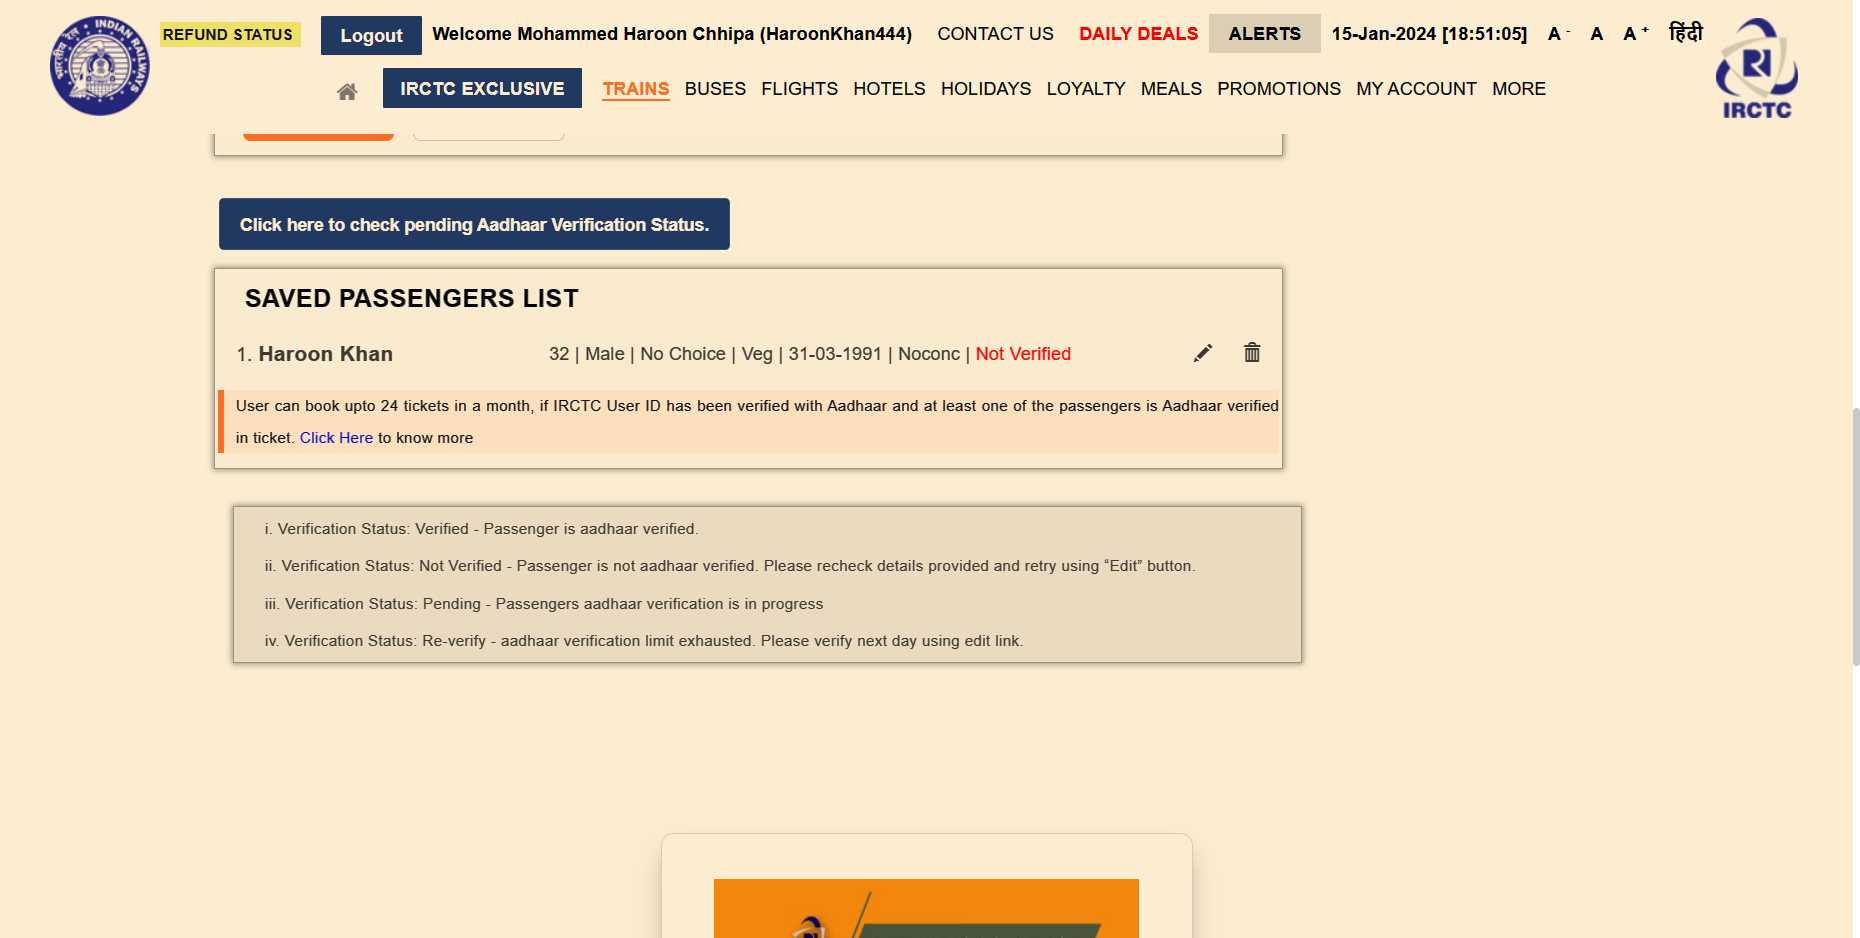 REFUND STATUS
Logout
Welcome Mohammed Haroon Chhipa (HaroonKhan444)
CONTACT US
DAILY DEALS
ALERTS
15-Jan-2024 [18:51:05]
A -
A
A +
हिंदी
IRCTC EXCLUSIVE
TRAINS
BUSES
FLIGHTS
HOTELS
HOLIDAYS
LOYALTY
MEALS
PROMOTIONS
MY ACCOUNT
MORE
INDIAN RAILWAYS
भारतीय रेल
IRCTC
Click here to check pending Aadhaar Verification Status.
SAVED PASSENGERS LIST
1. Haroon Khan
32 | Male | No Choice | Veg | 31-03-1991 | Noconc | Not Verified
User can book upto 24 tickets in a month, if IRCTC User ID has been verified with Aadhaar and at least one of the passengers is Aadhaar verified
in ticket. Click Here to know more
i. Verification Status: Verified - Passenger is aadhaar verified.
ii. Verification Status: Not Verified - Passenger is not aadhaar verified. Please recheck details provided and retry using “Edit” button.
iii. Verification Status: Pending - Passengers aadhaar verification is in progress
iv. Verification Status: Re-verify - aadhaar verification limit exhausted. Please verify next day using edit link.